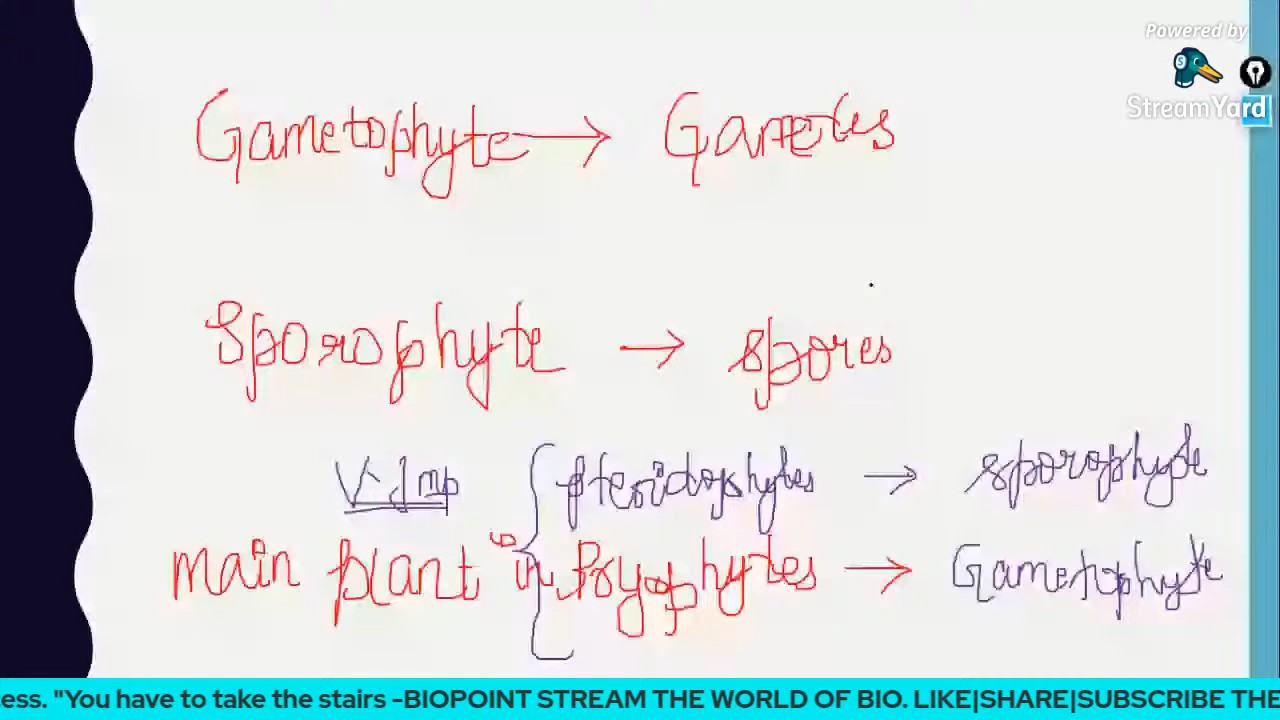 Powered by
StreamYard
Gametophyte → Gametes
Sporophyte → spores
V. Imp { pteridophytes → sporophyte
main plant in Bryophytes → Gametophyte
cess. "You have to take the stairs -BIOPOINT STREAM THE WORLD OF BIO. LIKE|SHARE|SUBSCRIBE THE